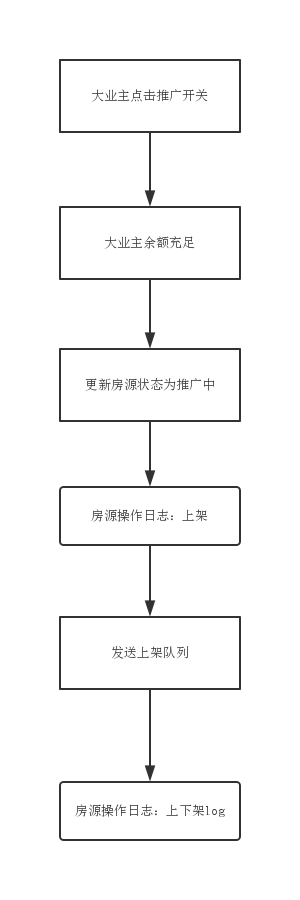 大业主点击推广开关
大业主余额充足
更新房源状态为推广中
房源操作日志：上架
发送上架队列
房源操作日志：上下架log